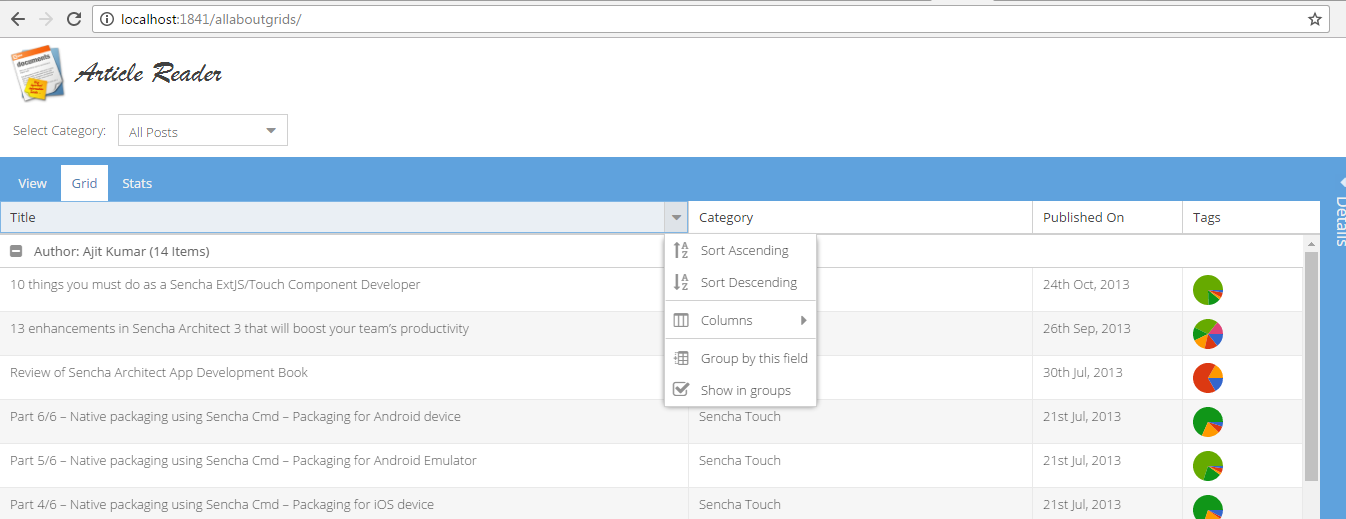 localhost:1841/allaboutgrids/
documents
Article Reader
Select Category: All Posts
View Grid Stats
Details
Title Category Published On Tags
Author: Ajit Kumar (14 Items)
Sort Ascending
Sort Descending
Columns
Group by this field
Show in groups
10 things you must do as a Sencha ExtJS/Touch Component Developer 24th Oct, 2013
13 enhancements in Sencha Architect 3 that will boost your team’s productivity 26th Sep, 2013
Review of Sencha Architect App Development Book 30th Jul, 2013
Part 6/6 – Native packaging using Sencha Cmd – Packaging for Android device Sencha Touch 21st Jul, 2013
Part 5/6 – Native packaging using Sencha Cmd – Packaging for Android Emulator Sencha Touch 21st Jul, 2013
Part 4/6 – Native packaging using Sencha Cmd – Packaging for iOS device Sencha Touch 21st Jul, 2013